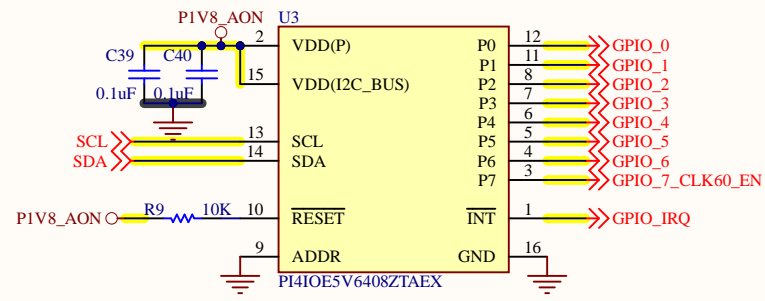 P1V8_AON
U3
2 VDD(P) P0 12 GPIO_0
P1 11 GPIO_1
C39 C40 15 VDD(I2C_BUS) P2 8 GPIO_2
0.1uF 0.1uF P3 7 GPIO_3
P4 6 GPIO_4
SCL 13 SCL P5 5 GPIO_5
SDA 14 SDA P6 4 GPIO_6
P7 3 GPIO_7_CLK60_EN
P1V8_AON R9 10K 10 RESET INT 1 GPIO_IRQ
9 ADDR GND 16
PI4IOE5V6408ZTAEX